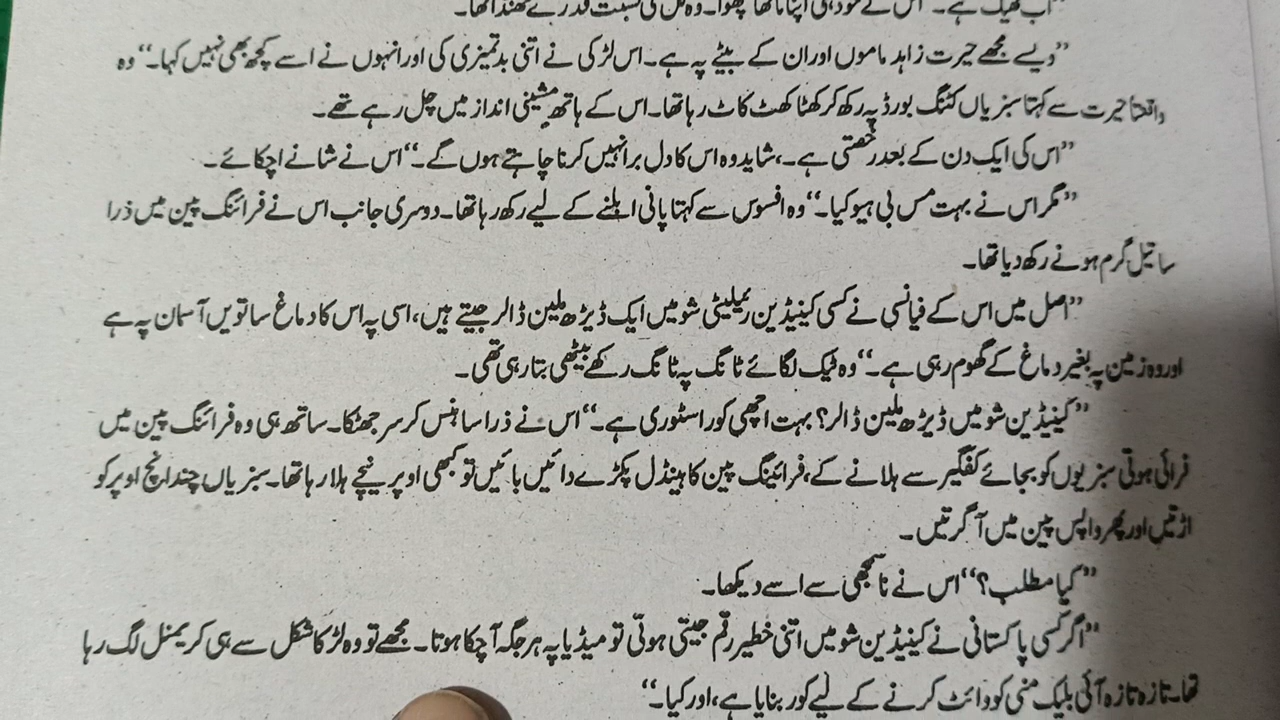 "اب ٹھیک ہے۔" اس نے خود ہی اپنا ماتھا چھوا۔ وہ کل کی نسبت قدرے ٹھنڈا تھا۔
"ویسے مجھے حیرت زاہد ماموں اور ان کے بیٹے پہ ہے۔ اس لڑکی نے اتنی بدتمیزی کی اور انہوں نے اسے کچھ بھی نہیں کہا۔" وہ
واقعتا حیرت سے کہتا سبزیاں کٹنگ بورڈ پہ رکھ کر کھٹا کھٹ کاٹ رہا تھا۔ اس کے ہاتھ مشینی انداز میں چل رہے تھے۔
"اس کی ایک دن کے بعد رخصتی ہے۔، شاید وہ اس کا دل برا نہیں کرنا چاہتے ہوں گے۔" اس نے شانے اچکائے۔
"مگر اس نے بہت مس بی ہیو کیا۔" وہ افسوس سے کہتا پانی ابلنے کے لیے رکھ رہا تھا۔ دوسری جانب اس نے فرائنگ پین میں ذرا
سا تیل گرم ہونے رکھ دیا تھا۔
"اصل میں اس کے فیانسی نے کسی کینیڈین ریملیٹی شو میں ایک ڈیڑھ ملین ڈالر جیتے ہیں، اسی پہ اس کا دماغ ساتویں آسمان پہ ہے
اور وہ زمین پہ بغیر دماغ کے گھوم رہی ہے۔" وہ ٹیک لگائے ٹانگ پہ ٹانگ رکھے بیٹھی بتا رہی تھی۔
"کینیڈین شو میں ڈیڑھ ملین ڈالر؟ بہت اچھی کور اسٹوری ہے۔" اس نے ذرا سا ہنس کر سر جھٹکا۔ ساتھ ہی وہ فرائنگ پین میں
فرائی ہوتی سبزیوں کو بجائے کفگیر سے ہلانے کے، فرائینگ پین کا ہینڈل پکڑے دائیں بائیں تو کبھی اوپر نیچے ہلا رہا تھا۔ سبزیاں چند انچ اوپر کو
اڑتیں اور پھر واپس پین میں آ گرتیں۔
"کیا مطلب؟" اس نے ناسمجھی سے اسے دیکھا۔
"اگر کسی پاکستانی نے کینیڈین شو میں اتنی خطیر رقم جیتی ہوتی تو میڈیا پہ ہر جگہ آ چکا ہوتا۔ مجھے تو وہ لڑکا شکل سے ہی کریمنل لگ رہا
تھا۔ تازہ تازہ آئی بلیک منی کو وائٹ کرنے کے لیے کور بنایا ہے، اور کیا۔"